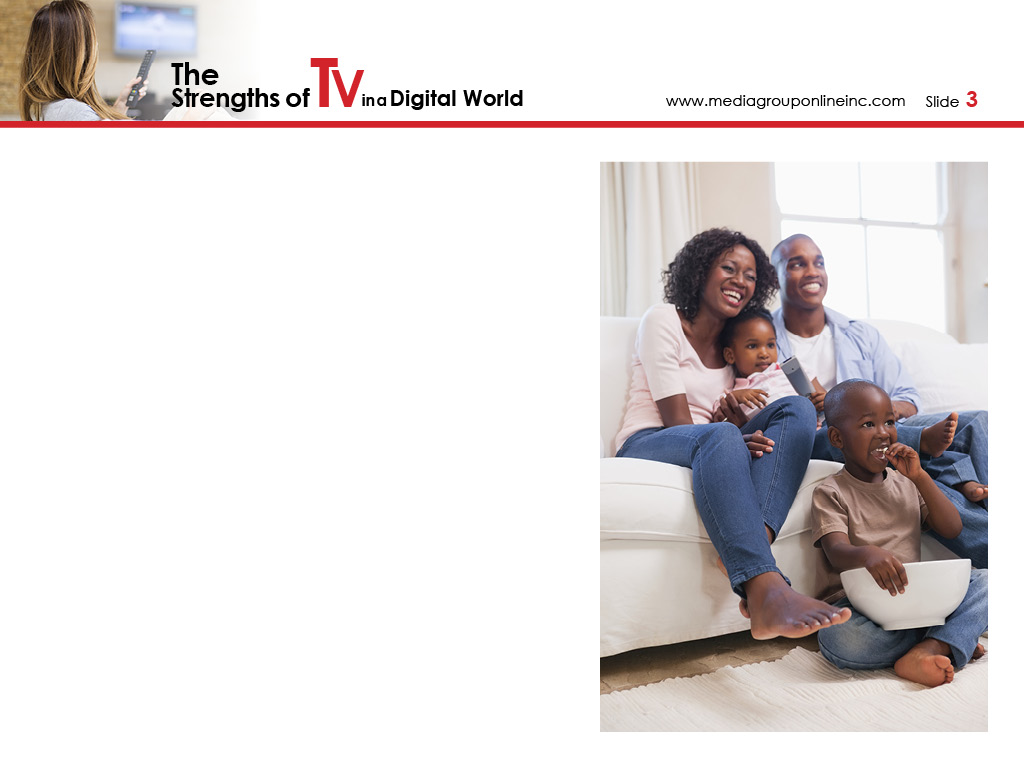 The
Strengths of TV in a Digital World
www.mediagrouponlineinc.com Slide 3